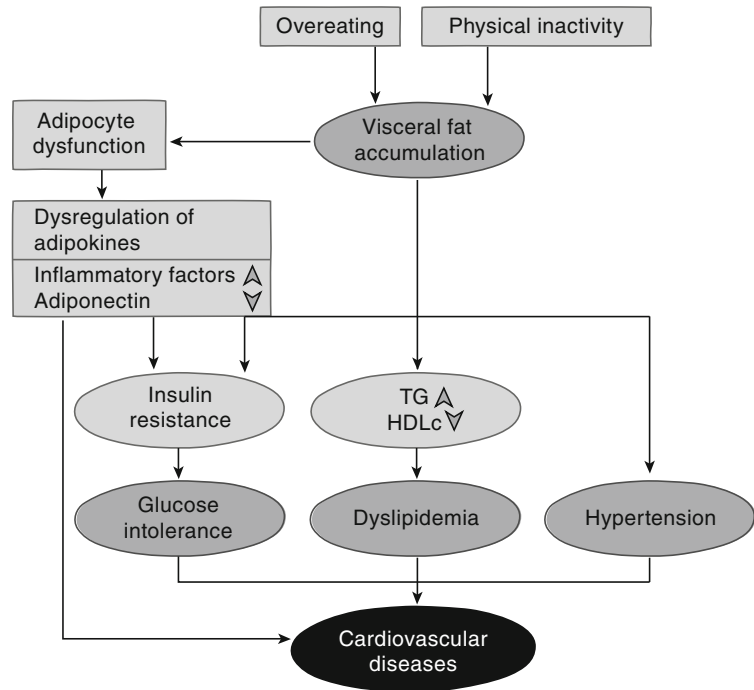 Overeating
Physical inactivity
Adipocyte
dysfunction
Visceral fat
accumulation
Dysregulation of
adipokines
Inflammatory factors
Adiponectin
Insulin
resistance
TG
HDLc
Glucose
intolerance
Dyslipidemia
Hypertension
Cardiovascular
diseases